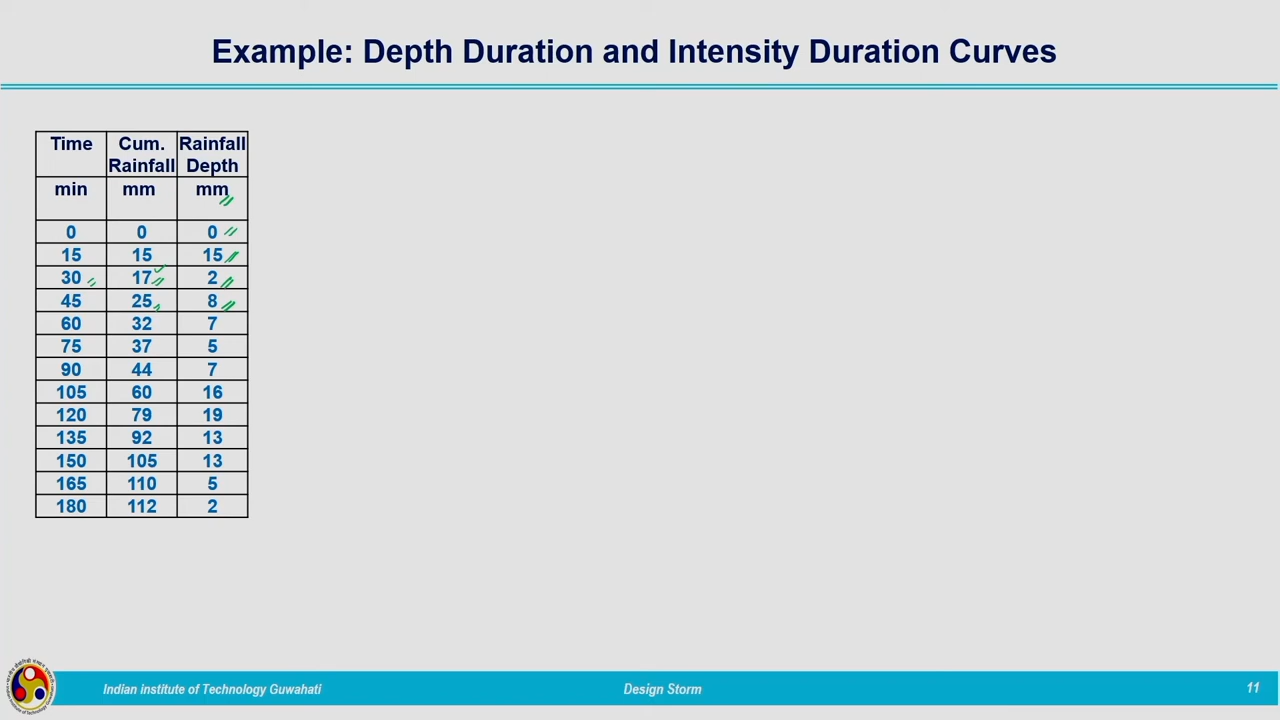 Example: Depth Duration and Intensity Duration Curves
Time Cum. Rainfall Rainfall Depth
min mm mm
0 0 0
15 15 15
30 17 2
45 25 8
60 32 7
75 37 5
90 44 7
105 60 16
120 79 19
135 92 13
150 105 13
165 110 5
180 112 2
Indian institute of Technology Guwahati Design Storm 11